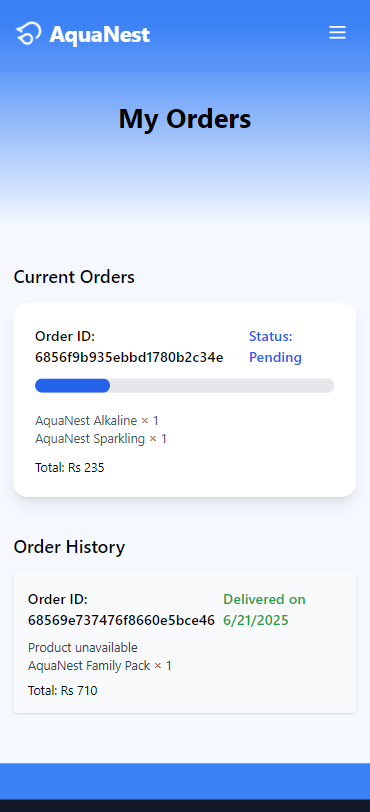 AquaNest
My Orders
Current Orders
Order ID:
6856f9b935ebbd1780b2c34e
Status:
Pending
AquaNest Alkaline × 1
AquaNest Sparkling × 1
Total: Rs 235
Order History
Order ID:
68569e737476f8660e5bce46
Delivered on
6/21/2025
Product unavailable
AquaNest Family Pack × 1
Total: Rs 710